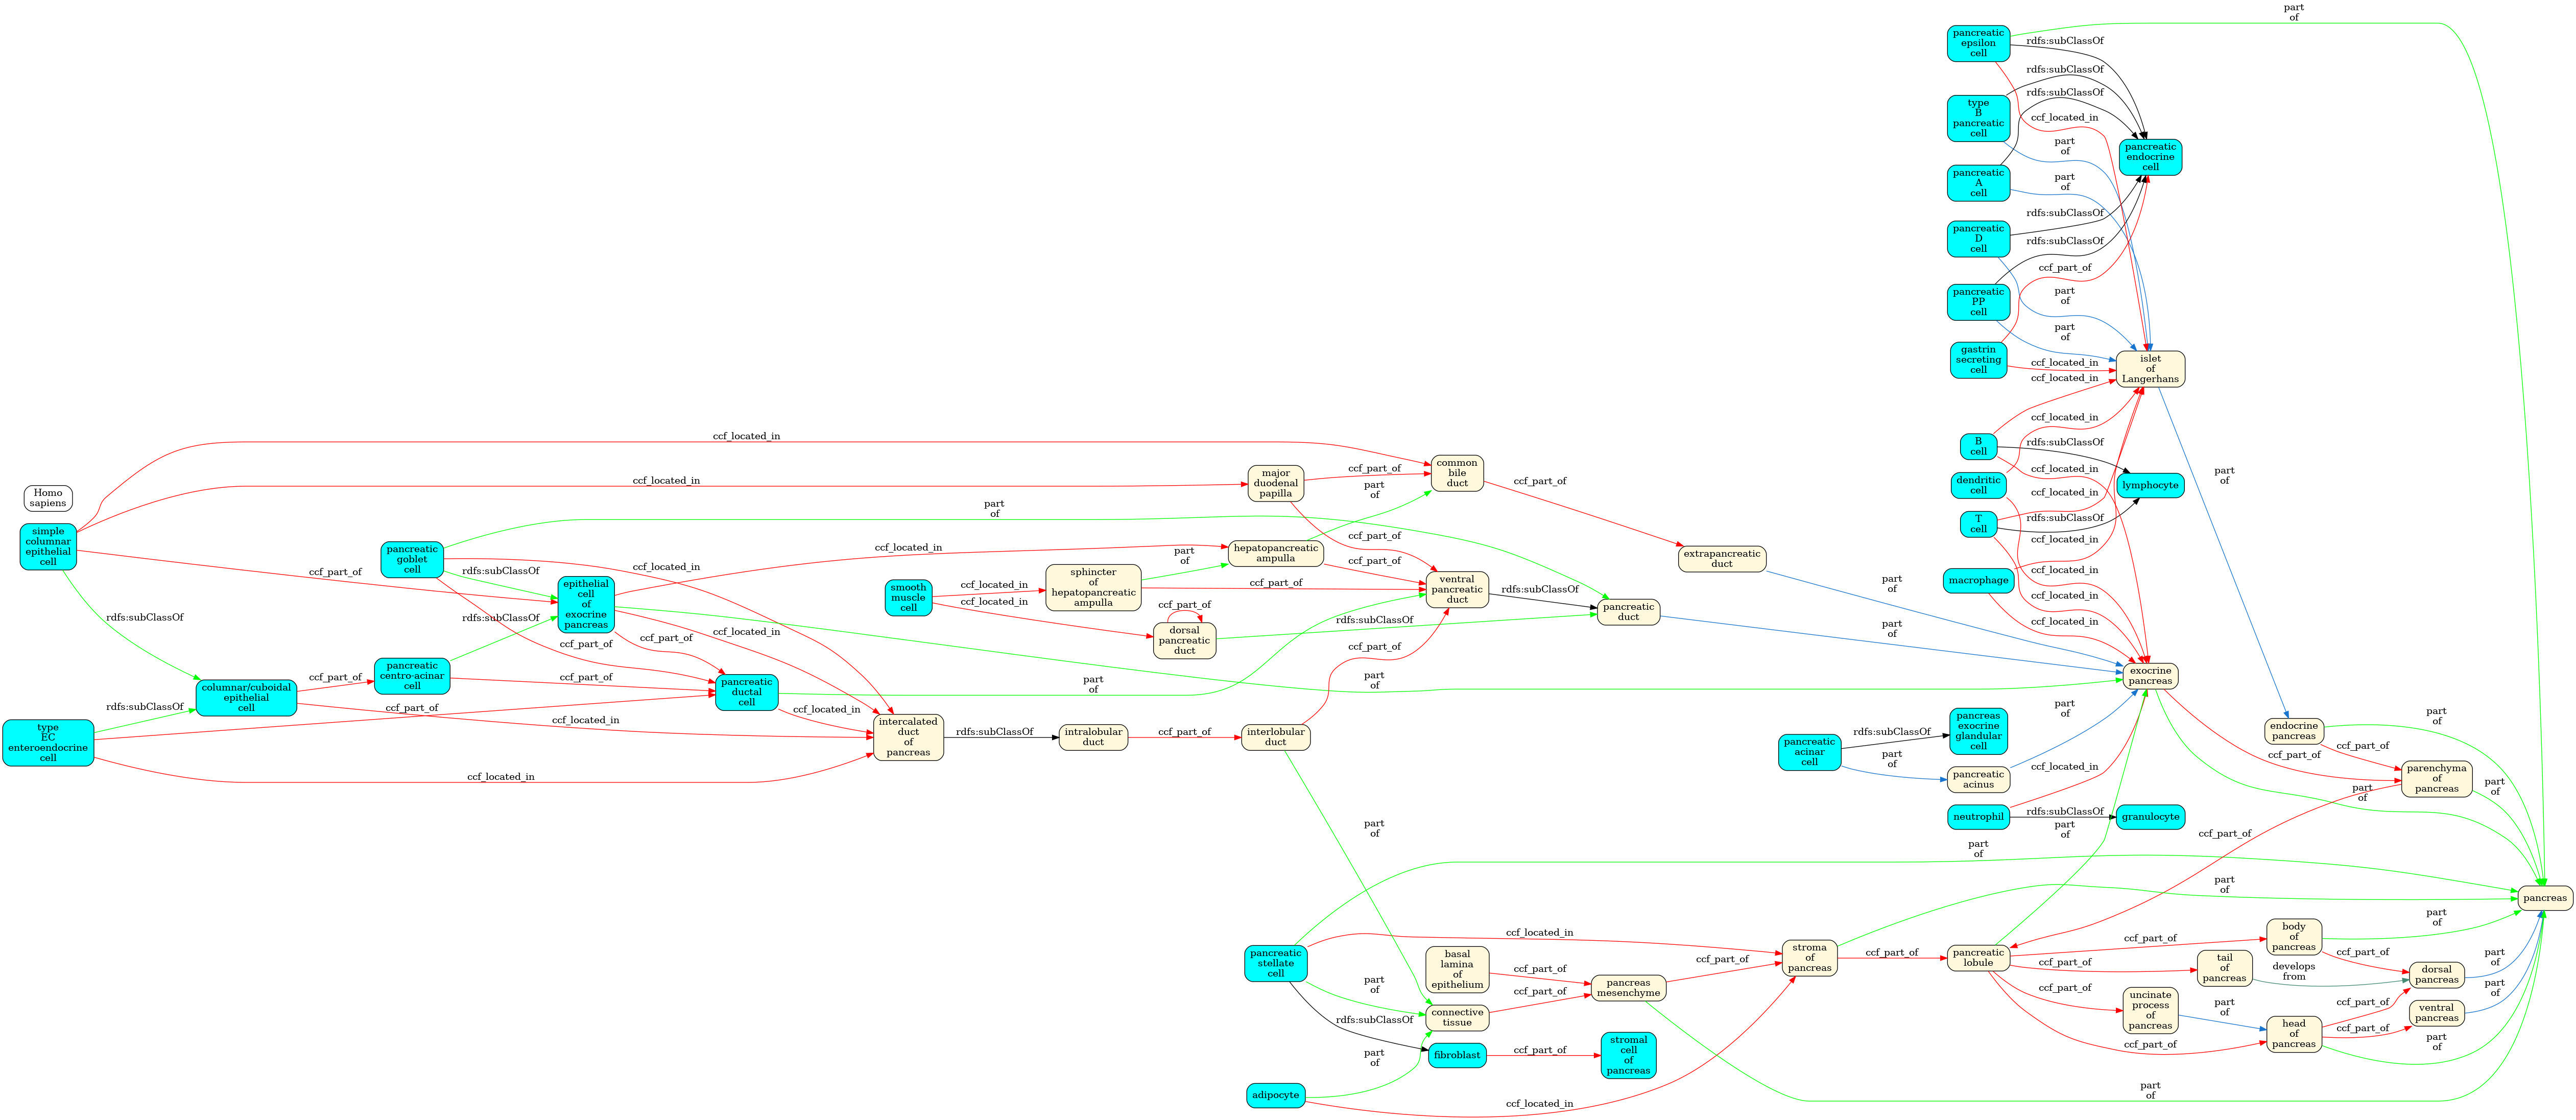 part
of
pancreatic
epsilon
cell
rdfs:subClassOf
rdfs:subClassOf
rdfs:subClassOf
type
B
pancreatic
cell
ccf_located_in
part
of
pancreatic
endocrine
cell
pancreatic
A
cell
part
of
rdfs:subClassOf
pancreatic
D
cell
rdfs:subClassOf
ccf_part_of
pancreatic
PP
cell
part
of
part
of
gastrin
secreting
cell
ccf_located_in
ccf_located_in
islet
of
Langerhans
ccf_located_in
B
cell
rdfs:subClassOf
ccf_located_in
part
of
dendritic
cell
lymphocyte
ccf_located_in
T
cell
rdfs:subClassOf
ccf_located_in
macrophage
ccf_located_in
ccf_located_in
ccf_located_in
ccf_located_in
ccf_located_in
Homo
sapiens
simple
columnar
epithelial
cell
major
duodenal
papilla
ccf_part_of
common
bile
duct
part
of
ccf_part_of
part
of
pancreatic
goblet
cell
ccf_located_in
ccf_located_in
ccf_part_of
rdfs:subClassOf
epithelial
cell
of
exocrine
pancreas
part
of
hepatopancreatic
ampulla
ccf_part_of
ccf_part_of
extrapancreatic
duct
part
of
smooth
muscle
cell
ccf_located_in
ccf_located_in
sphincter
of
hepatopancreatic
ampulla
ccf_part_of
ventral
pancreatic
duct
rdfs:subClassOf
pancreatic
duct
part
of
rdfs:subClassOf
rdfs:subClassOf
ccf_part_of
ccf_part_of
ccf_located_in
ccf_part_of
dorsal
pancreatic
duct
rdfs:subClassOf
ccf_part_of
pancreatic
centro-acinar
cell
ccf_part_of
ccf_part_of
pancreatic
ductal
cell
part
of
part
of
exocrine
pancreas
columnar/cuboidal
epithelial
cell
rdfs:subClassOf
ccf_part_of
ccf_located_in
ccf_located_in
type
EC
enteroendocrine
cell
ccf_located_in
intercalated
duct
of
pancreas
rdfs:subClassOf
intralobular
duct
ccf_part_of
interlobular
duct
part
of
pancreatic
acinar
cell
rdfs:subClassOf
part
of
pancreas
exocrine
glandular
cell
pancreatic
acinus
part
of
ccf_located_in
neutrophil
rdfs:subClassOf
part
of
granulocyte
endocrine
pancreas
part
of
ccf_part_of
ccf_part_of
parenchyma
of
pancreas
part
of
part
of
ccf_part_of
part
of
part
of
pancreas
pancreatic
stellate
cell
ccf_located_in
part
of
rdfs:subClassOf
basal
lamina
of
epithelium
ccf_part_of
ccf_part_of
connective
tissue
pancreas
mesenchyme
ccf_part_of
stroma
of
pancreas
ccf_part_of
pancreatic
lobule
ccf_part_of
ccf_part_of
ccf_part_of
ccf_part_of
body
of
pancreas
part
of
ccf_part_of
tail
of
pancreas
develops
from
dorsal
pancreas
part
of
uncinate
process
of
pancreas
part
of
head
of
pancreas
ccf_part_of
ccf_part_of
ventral
pancreas
part
of
part
of
fibroblast
ccf_part_of
stromal
cell
of
pancreas
adipocyte
part
of
ccf_located_in
part
of